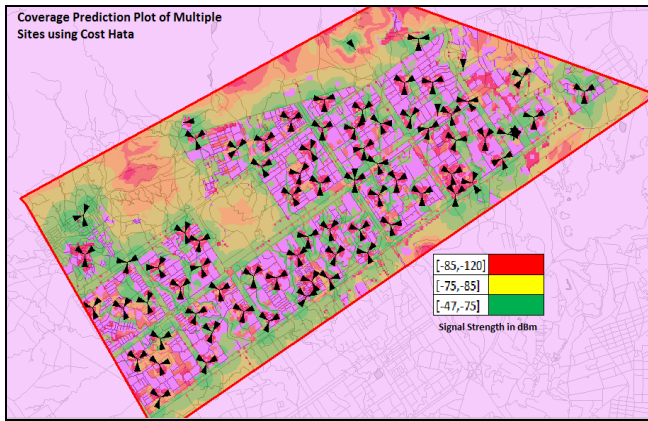 Coverage Prediction Plot of Multiple
Sites using Cost Hata
[-85,-120]
[-75,-85]
[-47,-75]
Signal Strength in dBm